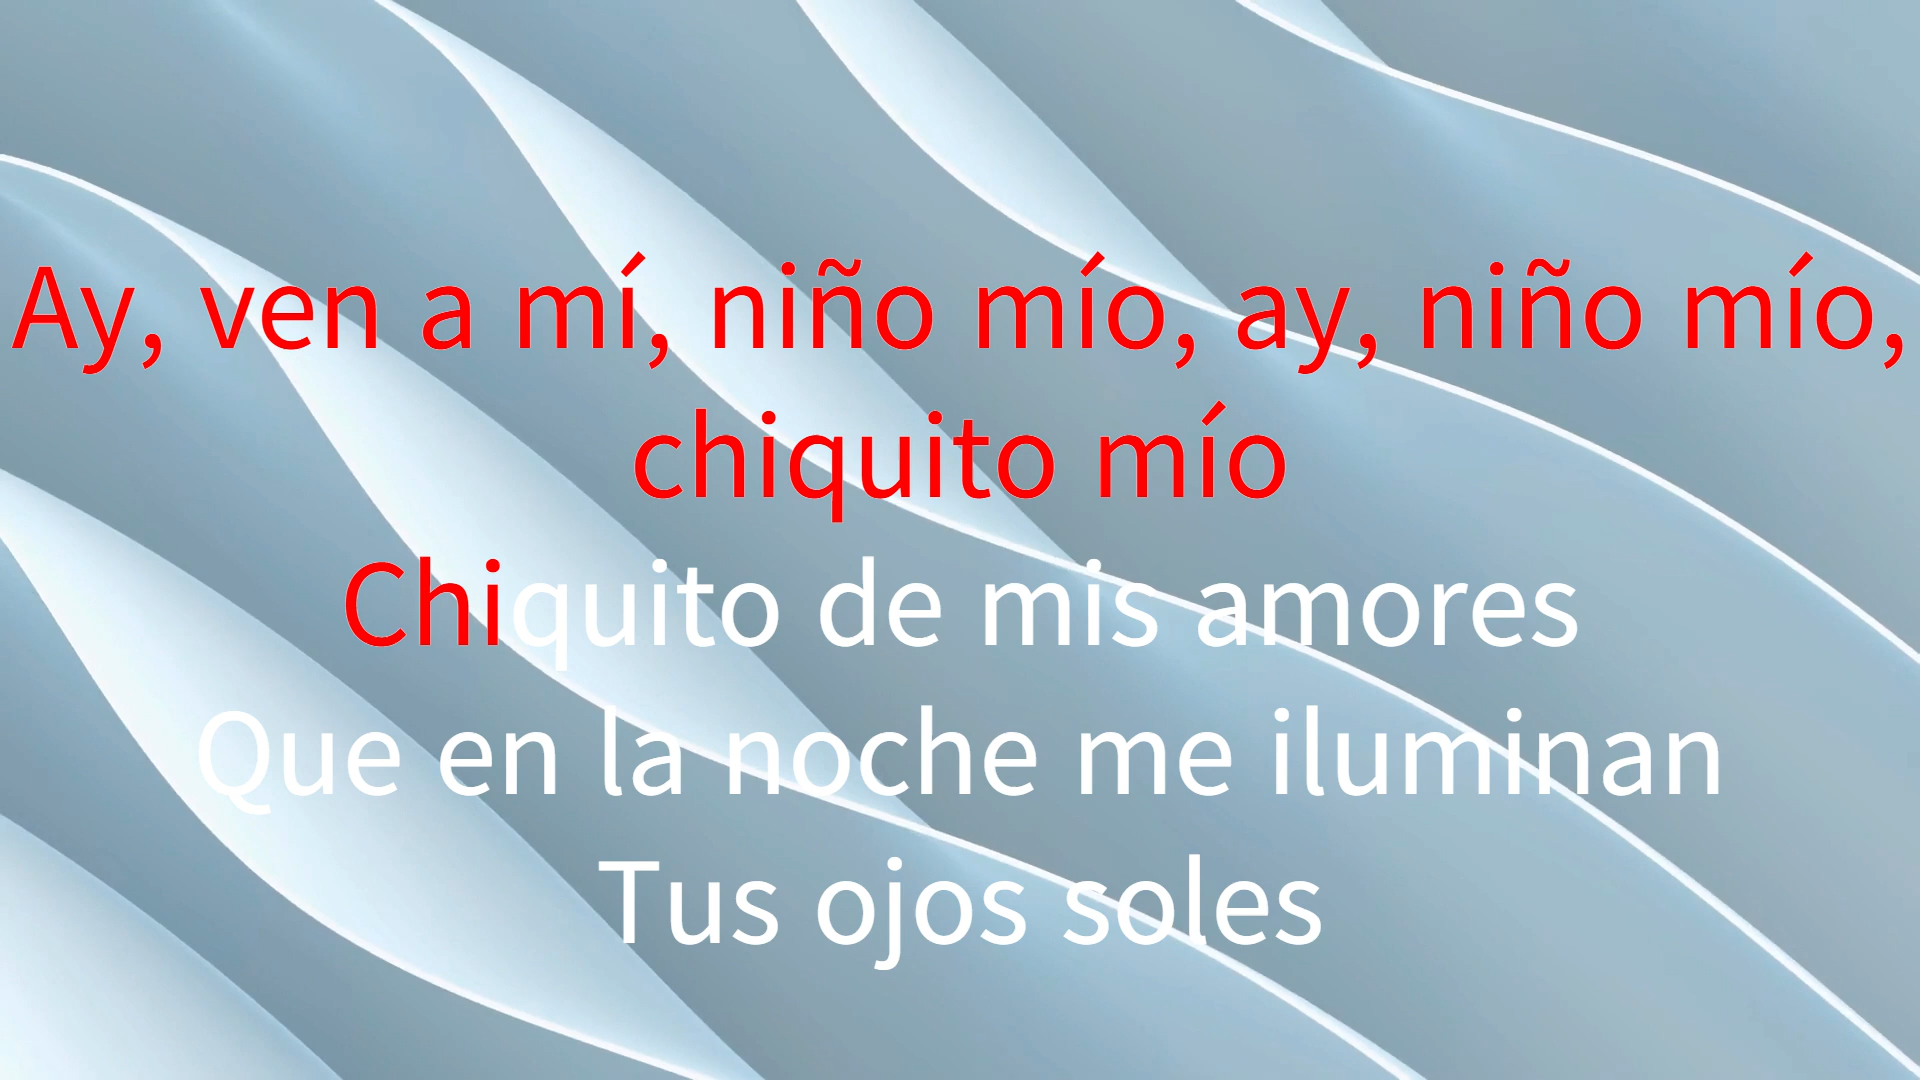 Ay, ven a mí, niño mío, ay, niño mío,
chiquito mío
Chiquito de mis amores
Que en la noche me iluminan
Tus ojos soles